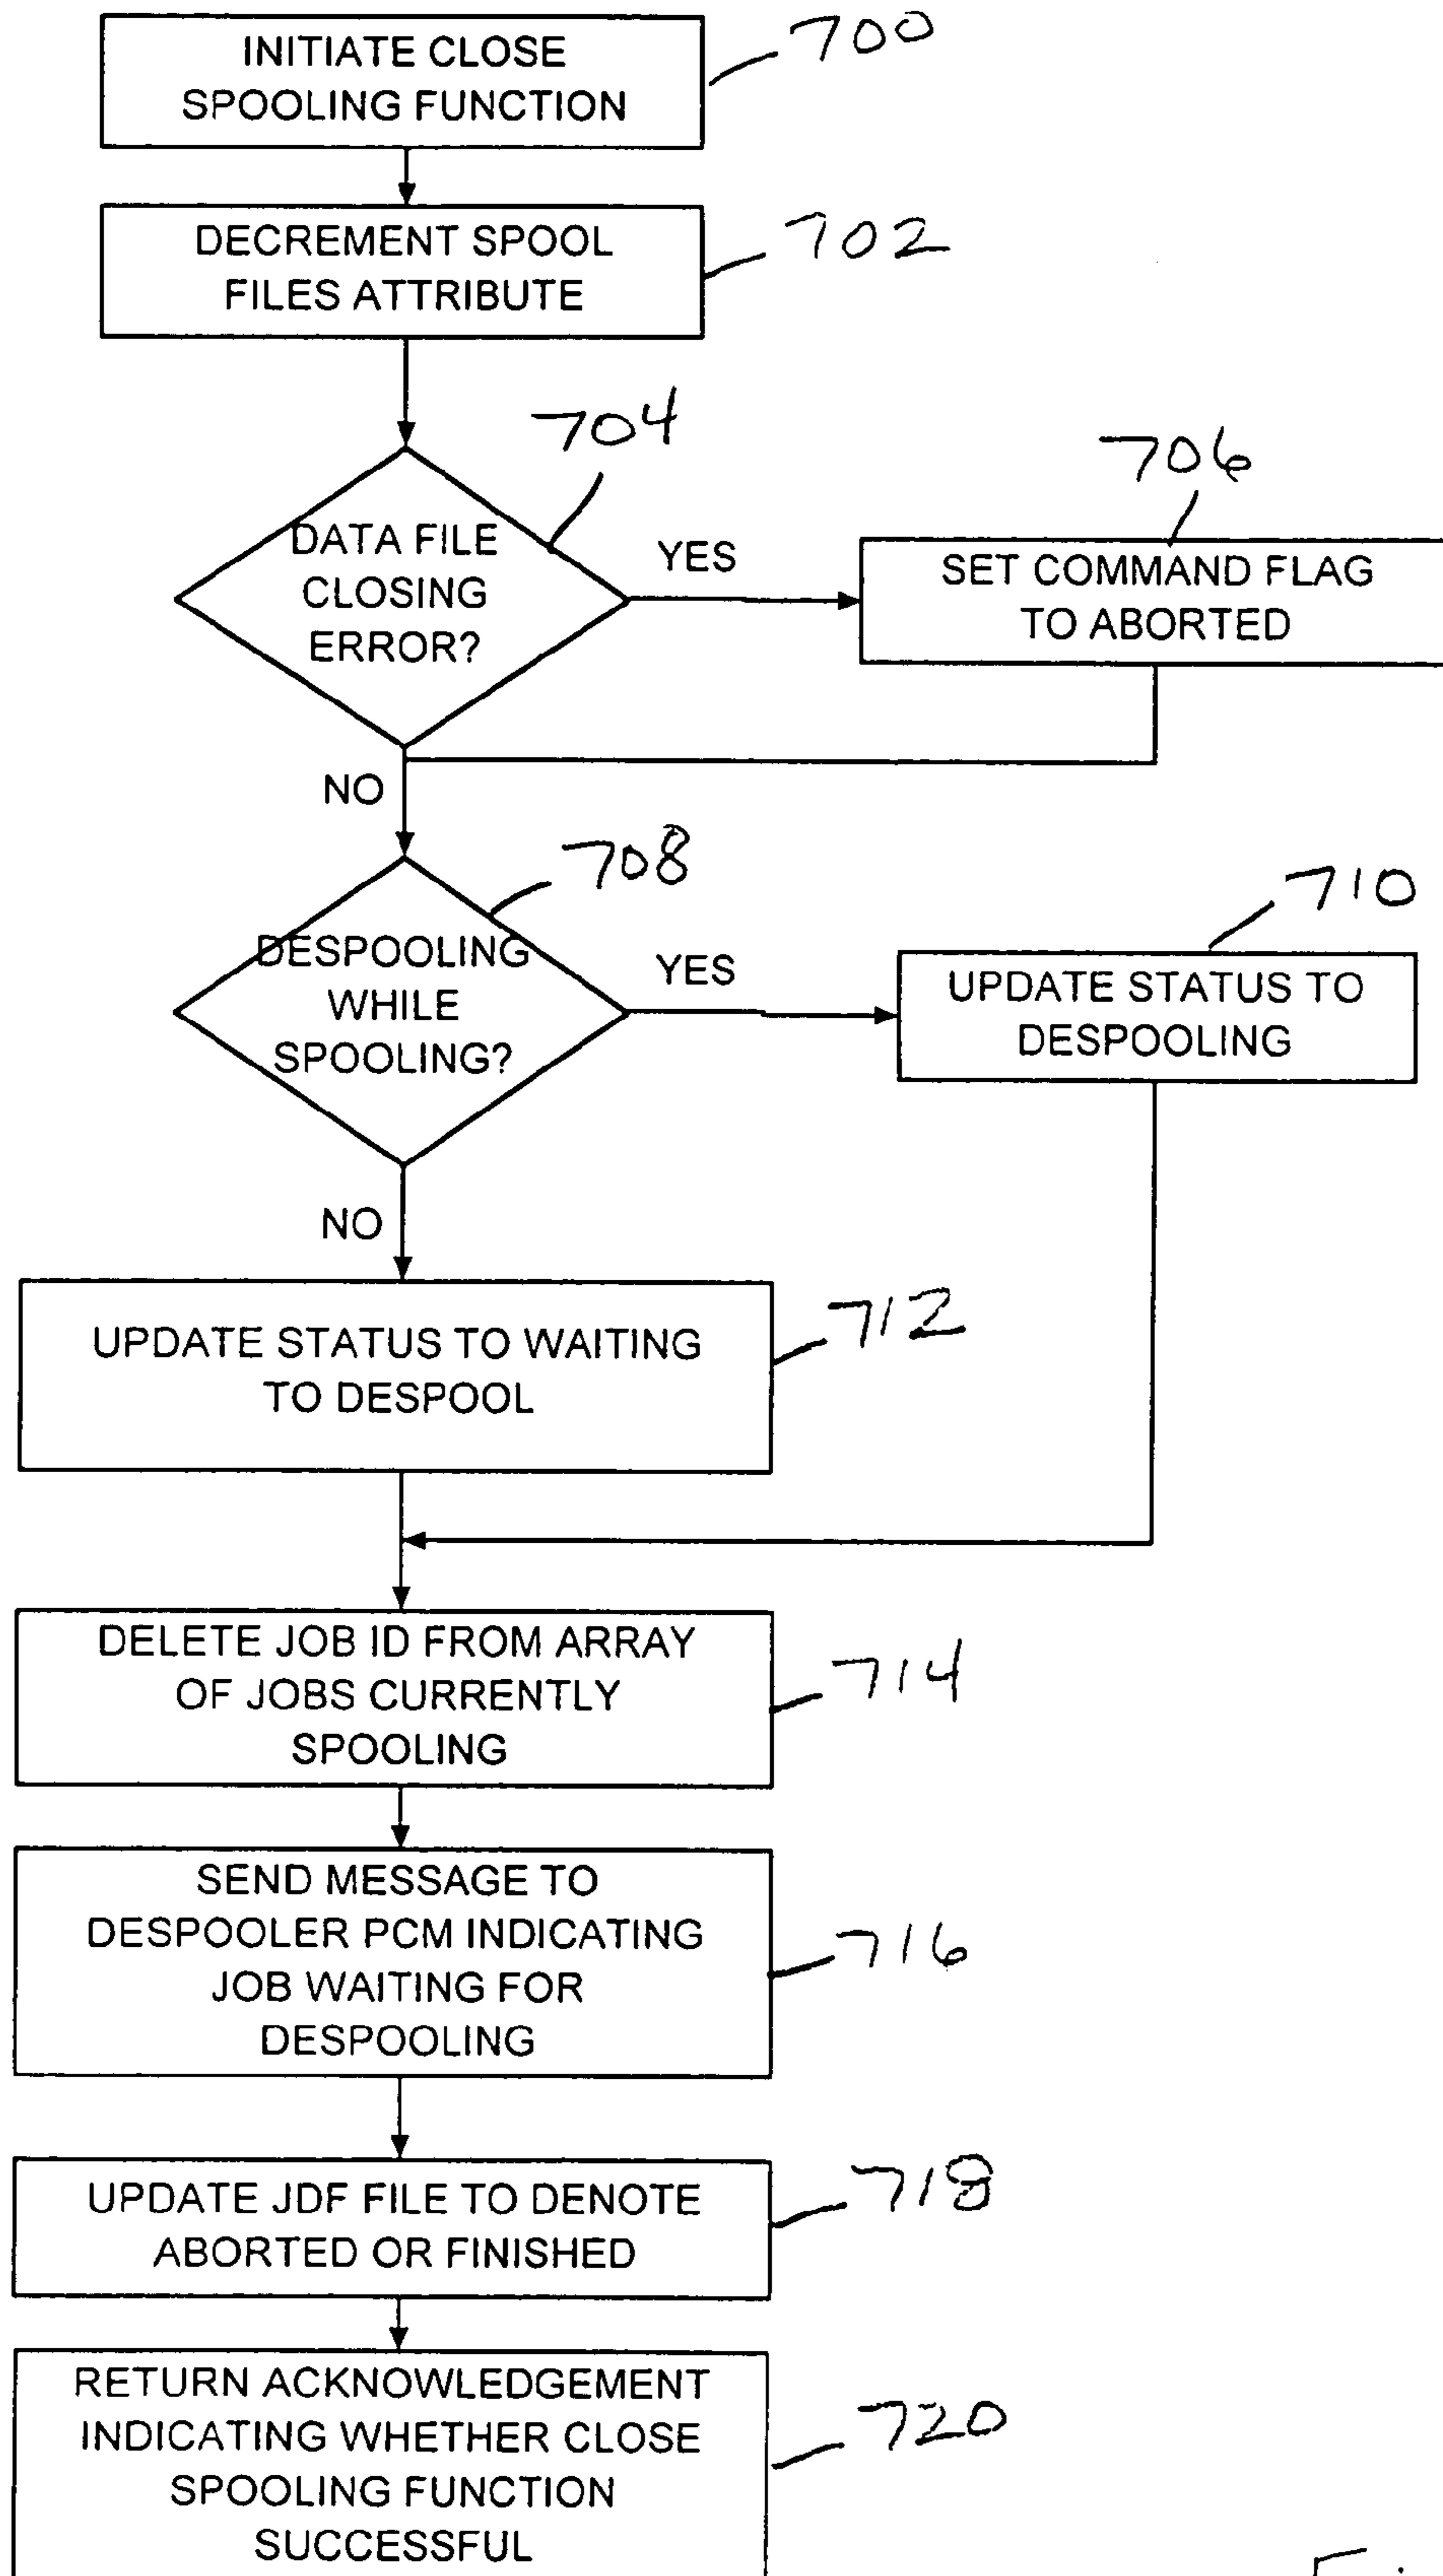 INITIATE CLOSE
SPOOLING FUNCTION
700
DECREMENT SPOOL
FILES ATTRIBUTE
702
704
DATA FILE
CLOSING
ERROR?
YES
706
SET COMMAND FLAG
TO ABORTED
NO
708
DESPOOLING
WHILE
SPOOLING?
YES
710
UPDATE STATUS TO
DESPOOLING
NO
UPDATE STATUS TO WAITING
TO DESPOOL
712
DELETE JOB ID FROM ARRAY
OF JOBS CURRENTLY
SPOOLING
714
SEND MESSAGE TO
DESPOOLER PCM INDICATING
JOB WAITING FOR
DESPOOLING
716
UPDATE JDF FILE TO DENOTE
ABORTED OR FINISHED
718
RETURN ACKNOWLEDGEMENT
INDICATING WHETHER CLOSE
SPOOLING FUNCTION
SUCCESSFUL
720